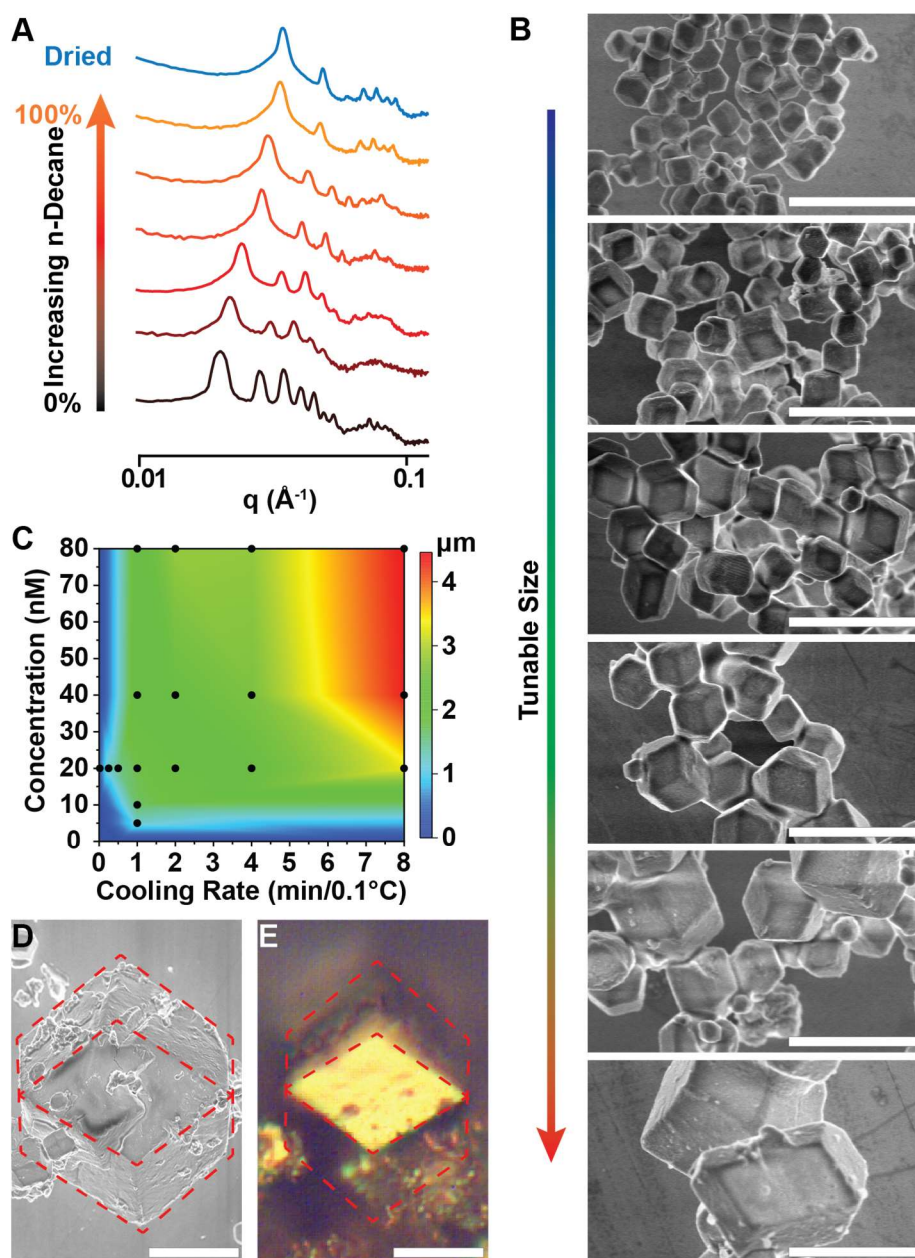 A
Dried
100%
Increasing n-Decane
0%
0.01
0.1
q (Å⁻¹)
B
Tunable Size
C
µm
80
70
60
50
40
30
20
10
0
Concentration (nM)
0 1 2 3 4 5 6 7 8
Cooling Rate (min/0.1°C)
4
3
2
1
0
D
E